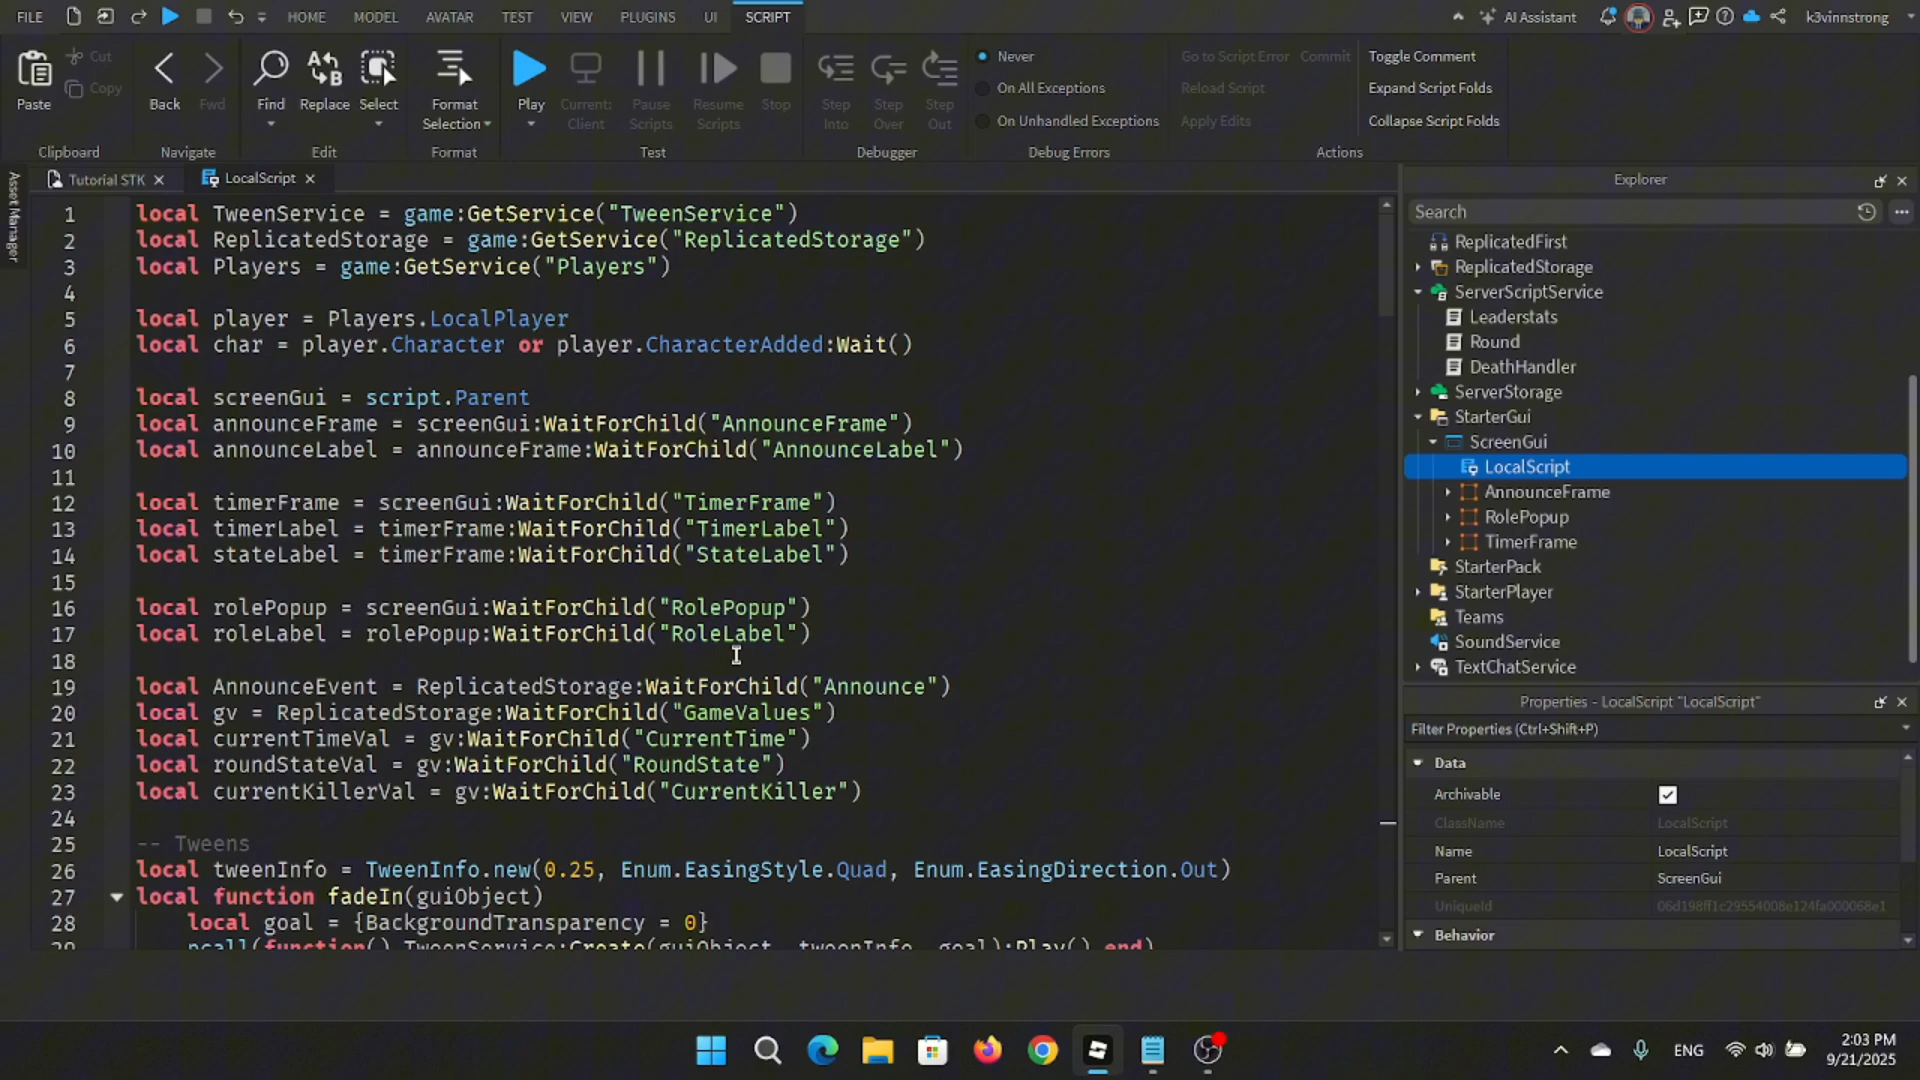 FILE HOME MODEL AVATAR TEST VIEW PLUGINS UI SCRIPT AI Assistant k3vinnstrong
Paste Cut Copy Clipboard
Back Fwd Navigate
Find Replace Select Edit
Format Selection Format
Play Current: Client Pause Scripts Resume Scripts Stop Test
Step Into Step Over Step Out Debugger
Never
On All Exceptions
On Unhandled Exceptions
Debug Errors
Go to Script Error Commit
Reload Script
Apply Edits
Toggle Comment
Expand Script Folds
Collapse Script Folds
Actions
Asset Manager
Tutorial STK LocalScript
1 local TweenService = game:GetService("TweenService")
2 local ReplicatedStorage = game:GetService("ReplicatedStorage")
3 local Players = game:GetService("Players")
4
5 local player = Players.LocalPlayer
6 local char = player.Character or player.CharacterAdded:Wait()
7
8 local screenGui = script.Parent
9 local announceFrame = screenGui:WaitForChild("AnnounceFrame")
10 local announceLabel = announceFrame:WaitForChild("AnnounceLabel")
11
12 local timerFrame = screenGui:WaitForChild("TimerFrame")
13 local timerLabel = timerFrame:WaitForChild("TimerLabel")
14 local stateLabel = timerFrame:WaitForChild("StateLabel")
15
16 local rolePopup = screenGui:WaitForChild("RolePopup")
17 local roleLabel = rolePopup:WaitForChild("RoleLabel")
18
19 local AnnounceEvent = ReplicatedStorage:WaitForChild("Announce")
20 local gv = ReplicatedStorage:WaitForChild("GameValues")
21 local currentTimeVal = gv:WaitForChild("CurrentTime")
22 local roundStateVal = gv:WaitForChild("RoundState")
23 local currentKillerVal = gv:WaitForChild("CurrentKiller")
24
25 -- Tweens
26 local tweenInfo = TweenInfo.new(0.25, Enum.EasingStyle.Quad, Enum.EasingDirection.Out)
27 local function fadeIn(guiObject)
28 local goal = {BackgroundTransparency = 0}
29 pcall(function() TweenService:Create(guiObject, tweenInfo, goal):Play() end)
Explorer
Search
ReplicatedFirst
ReplicatedStorage
ServerScriptService
Leaderstats
Round
DeathHandler
ServerStorage
StarterGui
ScreenGui
LocalScript
AnnounceFrame
RolePopup
TimerFrame
StarterPack
StarterPlayer
Teams
SoundService
TextChatService
Properties - LocalScript "LocalScript"
Filter Properties (Ctrl+Shift+P)
Data
Archivable
ClassName LocalScript
Name LocalScript
Parent ScreenGui
UniqueId 06d198ff1c29554008e124fa000068e1
Behavior
ENG
2:03 PM
9/21/2025